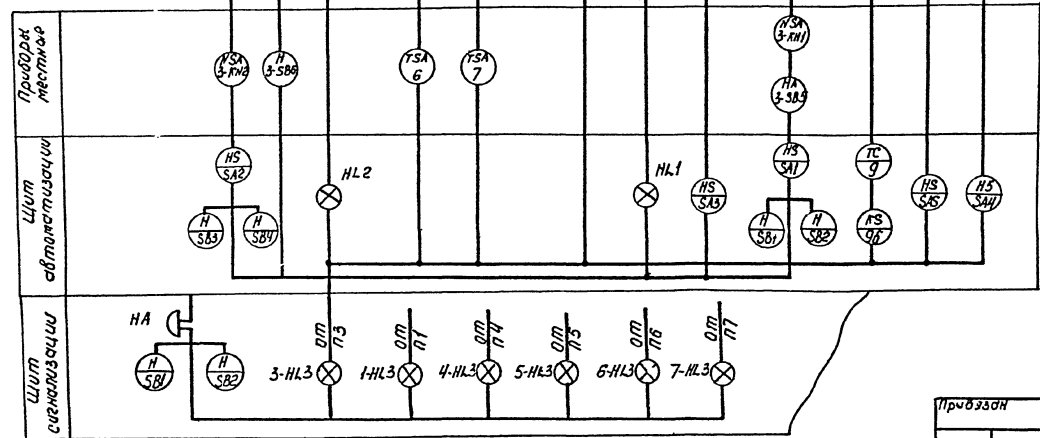 Приборы местные
NSA 3-КН2
H 3-SB6
TSA 6
TSA 7
NSA 3-КН1
HA 3-SB5
Щит автоматизации
HS SA2
H SB3
H SB4
HL2
HL1
HS SA3
HS SA1
H SB1
H SB2
TC 9
KS 9б
HS SA5
HS SA4
Щит сигнализации
HA
H SB1
H SB2
3-HL3
от П3
1-HL3
от П1
4-HL3
от П4
5-HL3
от П5
6-HL3
от П6
7-HL3
от П7
Привязан